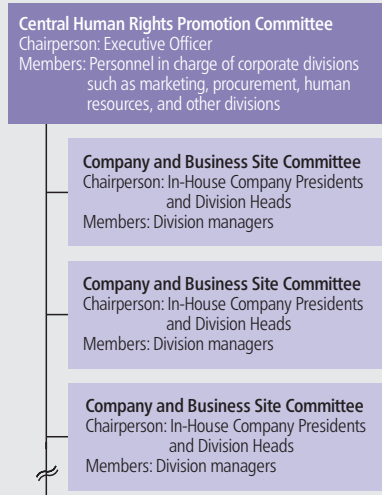 Central Human Rights Promotion Committee
Chairperson: Executive Officer
Members: Personnel in charge of corporate divisions
such as marketing, procurement, human
resources, and other divisions
Company and Business Site Committee
Chairperson: In-House Company Presidents
and Division Heads
Members: Division managers
Company and Business Site Committee
Chairperson: In-House Company Presidents
and Division Heads
Members: Division managers
Company and Business Site Committee
Chairperson: In-House Company Presidents
and Division Heads
Members: Division managers